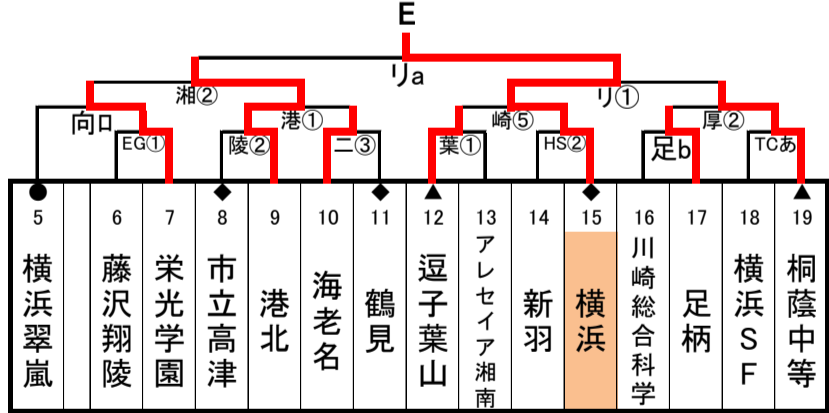 E
リa
湘②
リ①
向ロ
港①
崎⑤
厚②
EG①
陵②
二③
葉①
HS②
足b
TCあ
5
6
7
8
9
10
11
12
13
14
15
16
17
18
19
横浜翠嵐
藤沢翔陵
栄光学園
市立高津
港北
海老名
鶴見
逗子葉山
アレセイア湘南
新羽
横浜
川崎総合科学
足柄
横浜SF
桐蔭中等